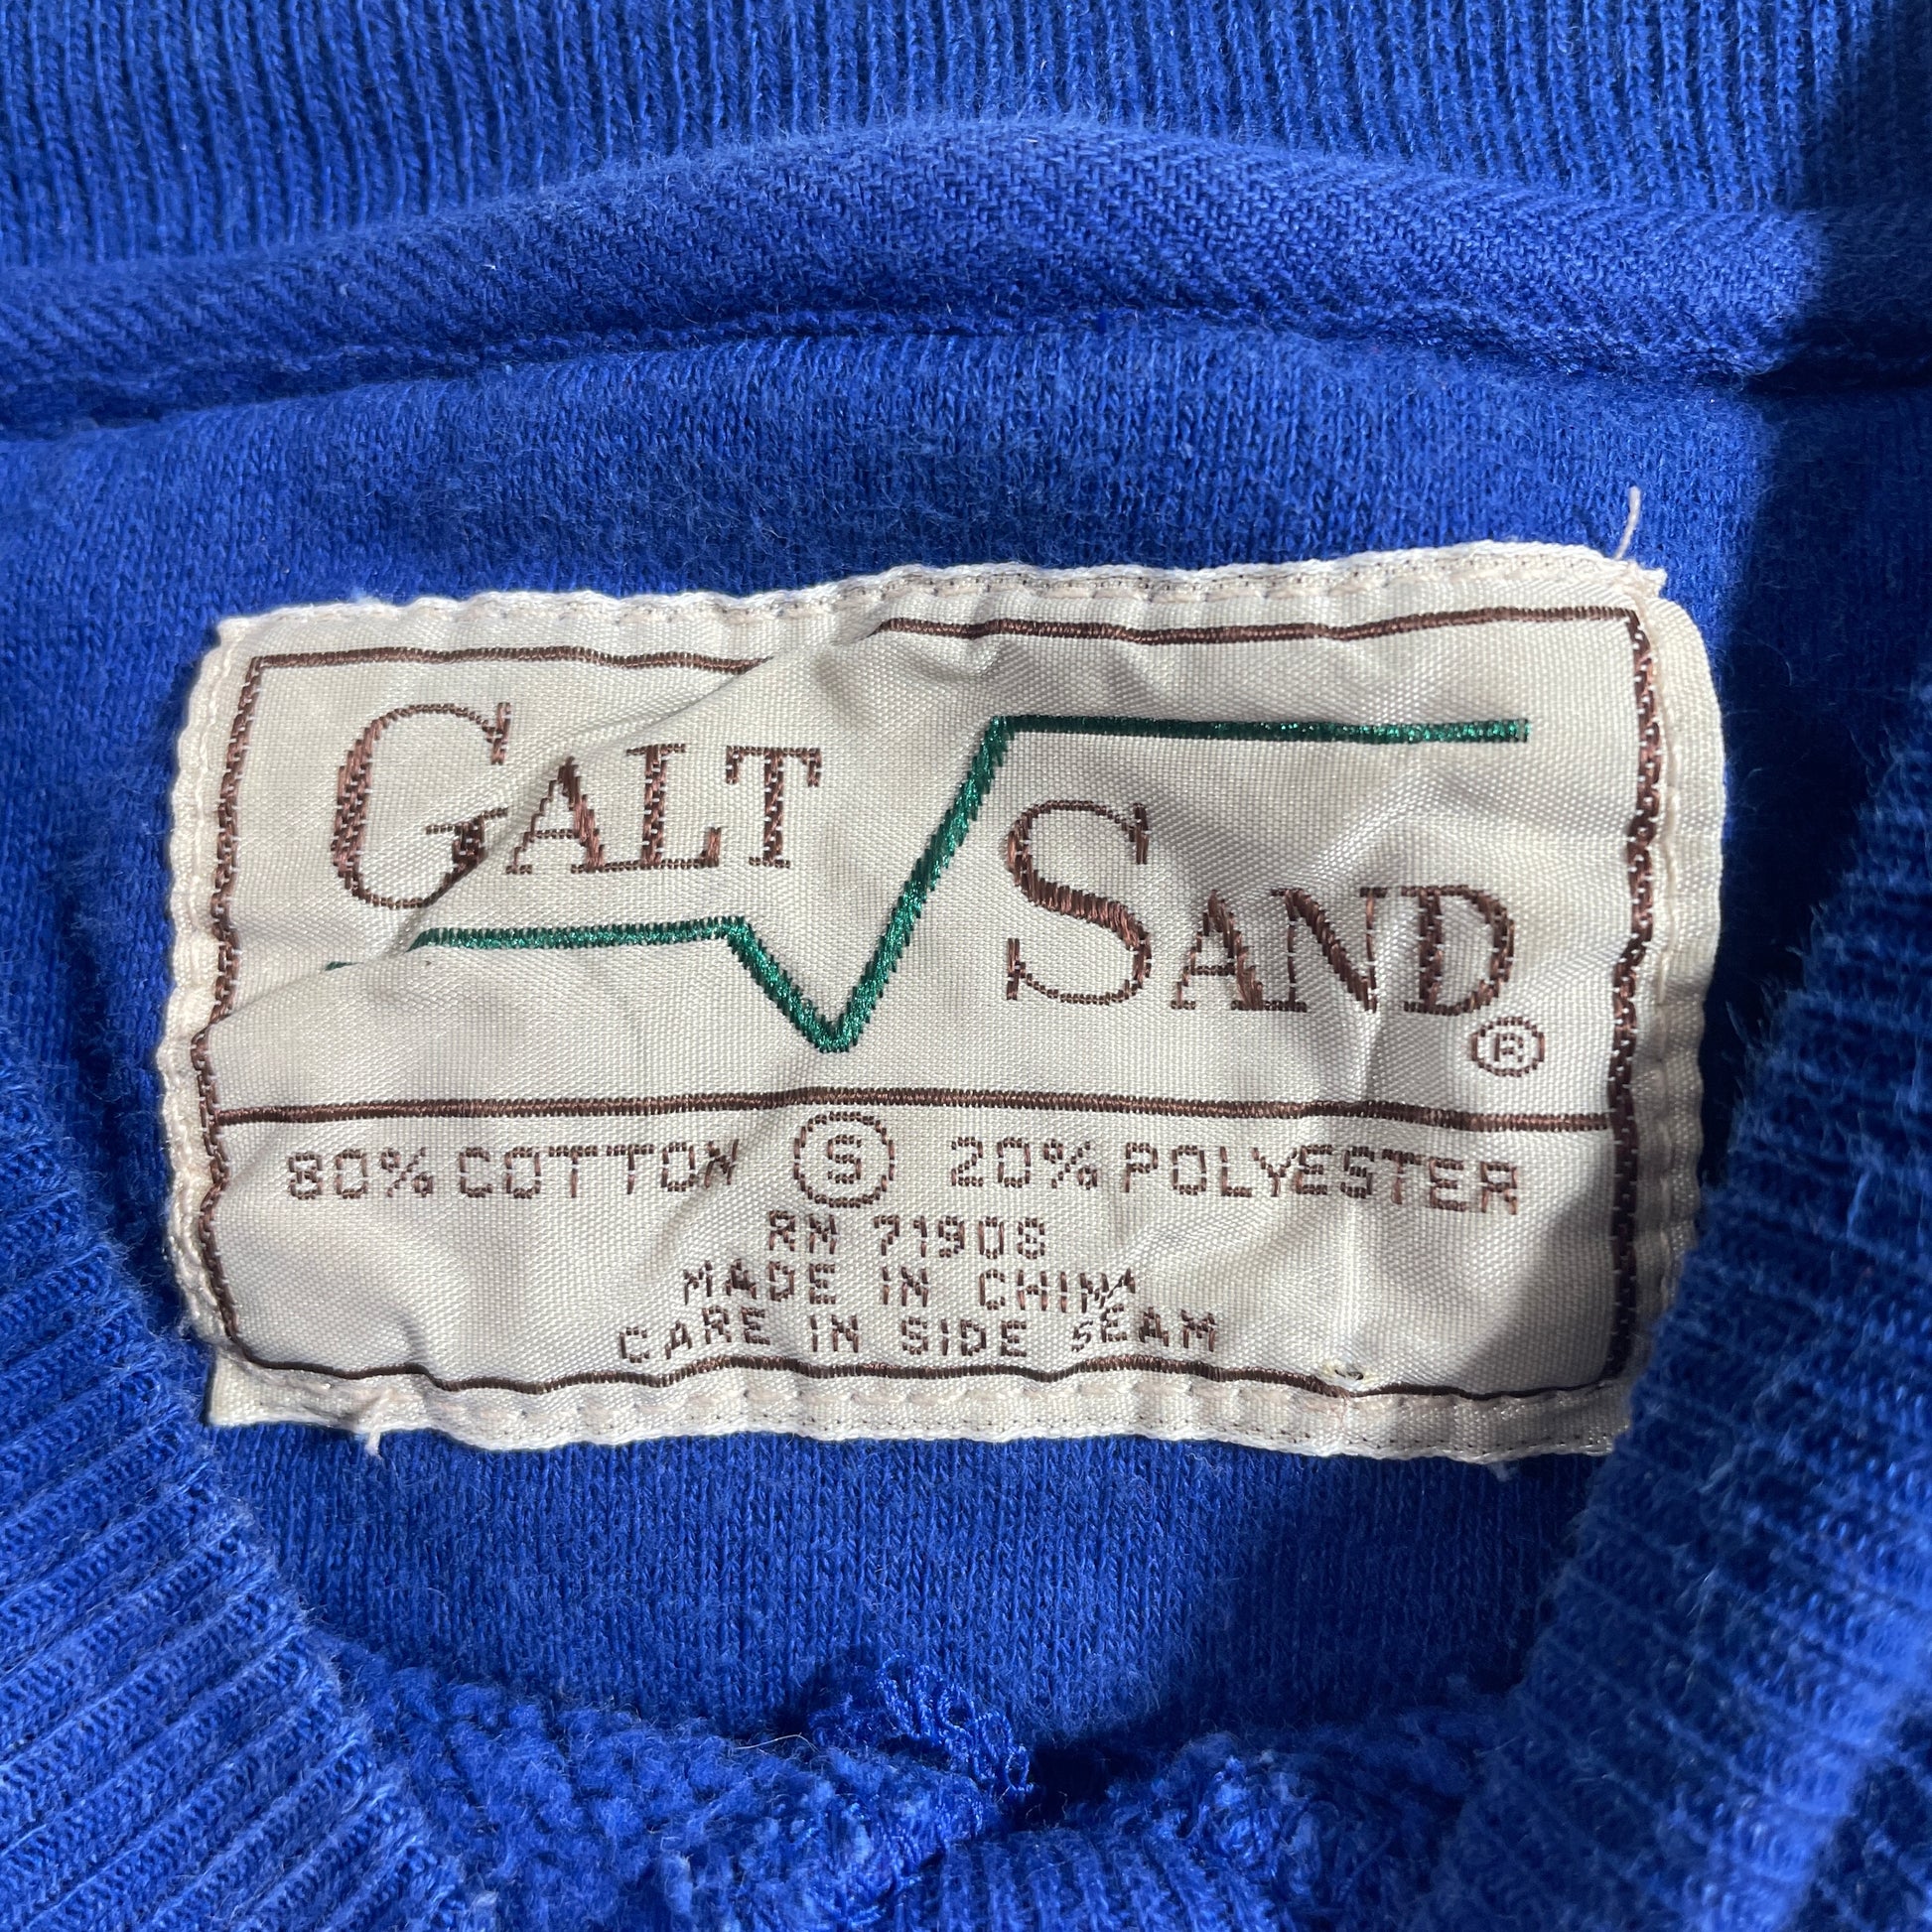 GALT SAND ®
80% COTTON S 20% POLYESTER
RN 71908
MADE IN CHINA
CARE IN SIDE SEAM